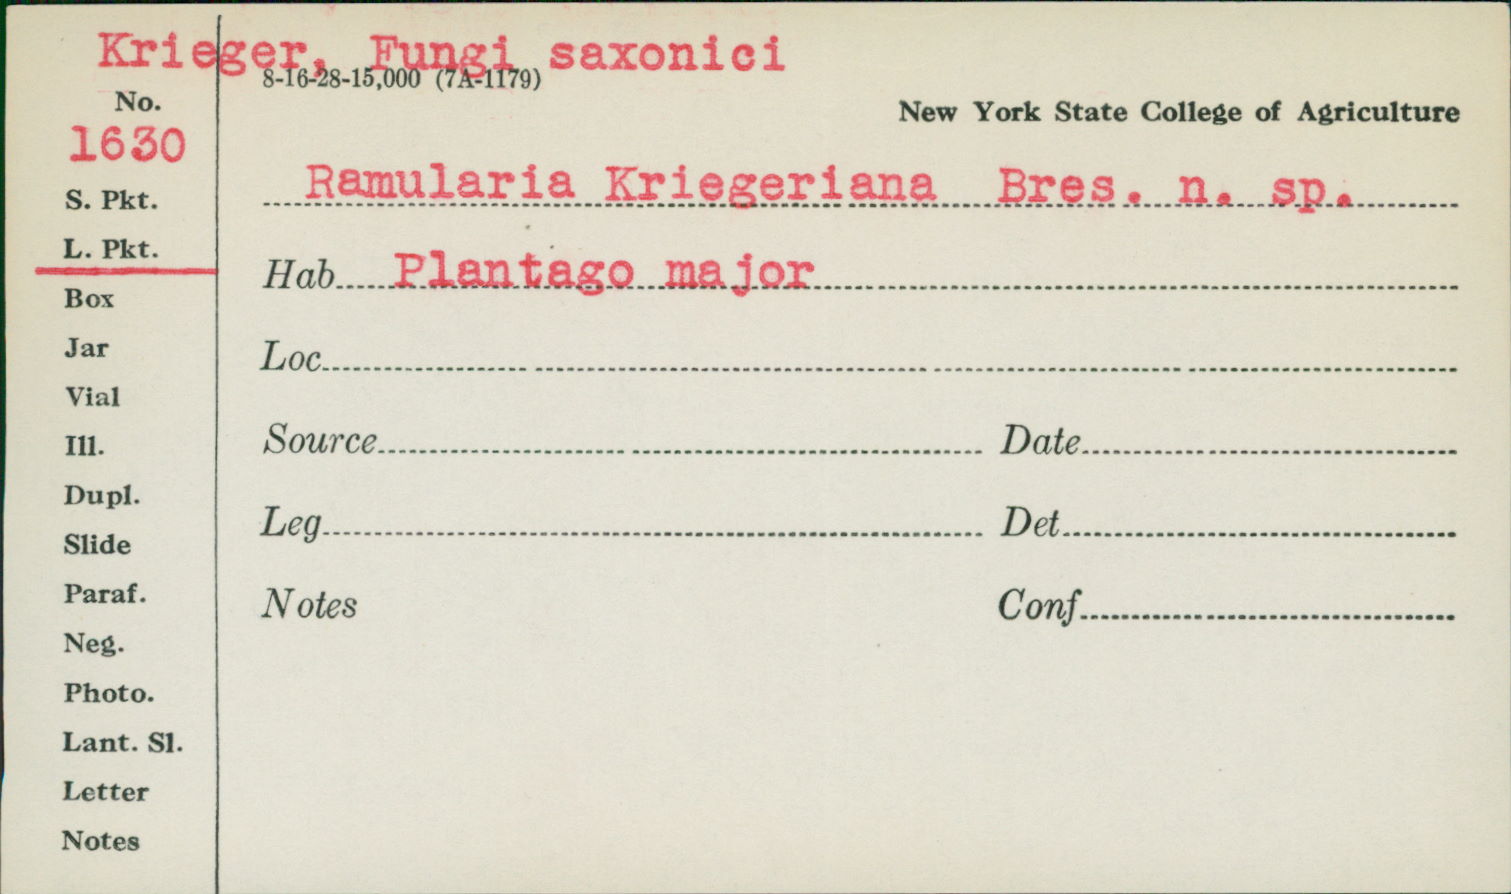 Krieger, Fungi saxonici
8-16-28-15,000 (7A-1179)
No.
1630
New York State College of Agriculture
S. Pkt.
Ramularia Kriegeriana Bres. n. sp.
L. Pkt.
Hab Plantago major
Box
Jar
Loc
Vial
Ill.
Source Date
Dupl.
Slide
Leg Det
Paraf.
Notes Conf
Neg.
Photo.
Lant. Sl.
Letter
Notes